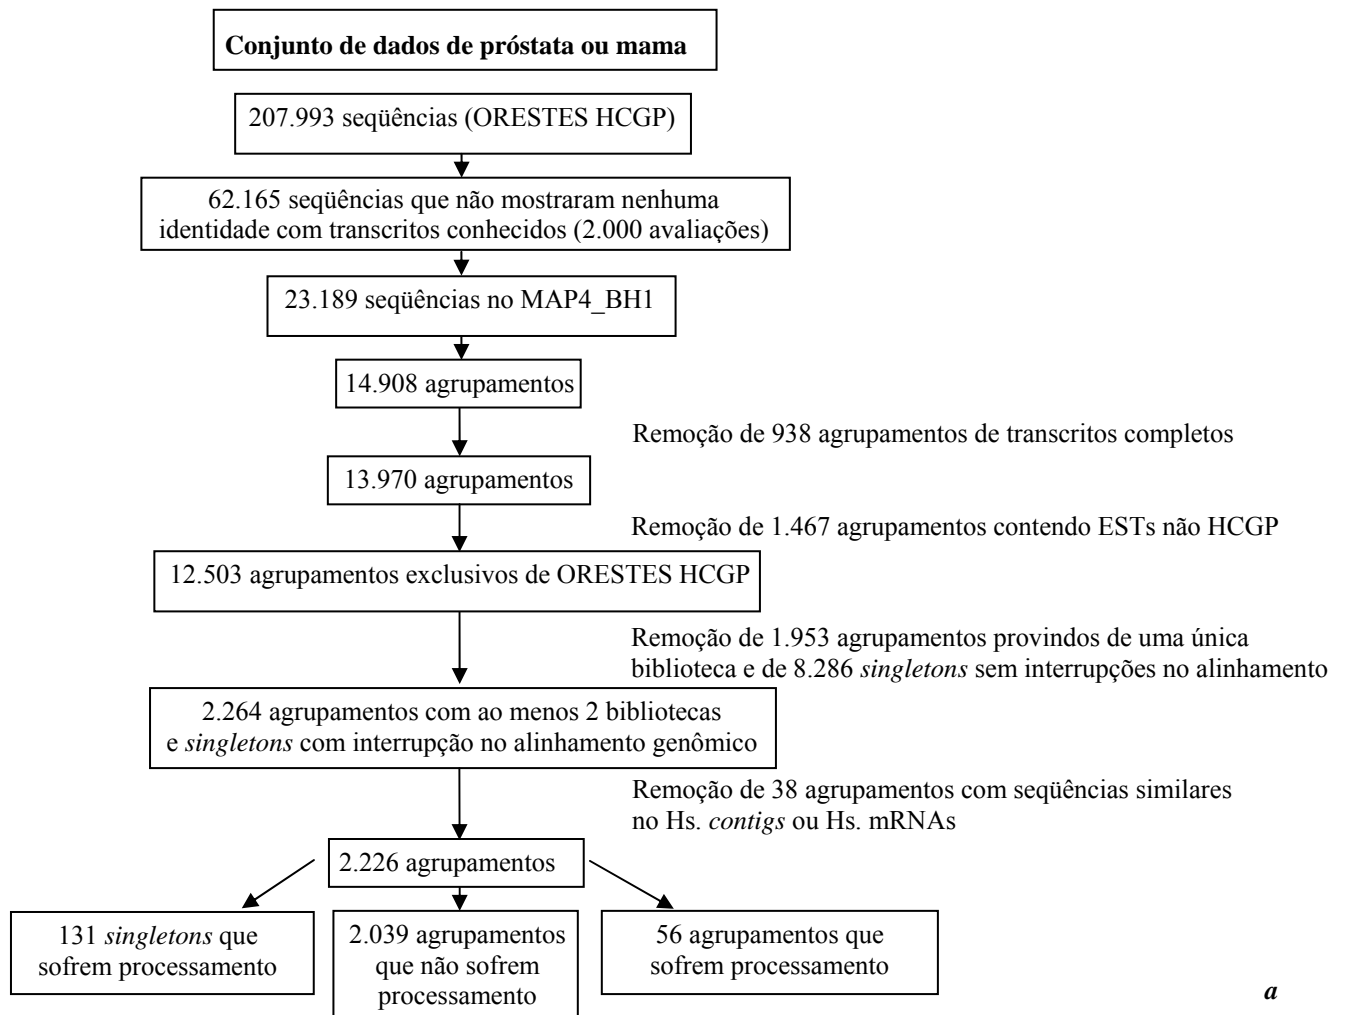 Conjunto de dados de próstata ou mama
207.993 seqüências (ORESTES HCGP)
62.165 seqüências que não mostraram nenhuma
identidade com transcritos conhecidos (2.000 avaliações)
23.189 seqüências no MAP4_BH1
14.908 agrupamentos
Remoção de 938 agrupamentos de transcritos completos
13.970 agrupamentos
Remoção de 1.467 agrupamentos contendo ESTs não HCGP
12.503 agrupamentos exclusivos de ORESTES HCGP
Remoção de 1.953 agrupamentos provindos de uma única
biblioteca e de 8.286 singletons sem interrupções no alinhamento
2.264 agrupamentos com ao menos 2 bibliotecas
e singletons com interrupção no alinhamento genômico
Remoção de 38 agrupamentos com seqüências similares
no Hs. contigs ou Hs. mRNAs
2.226 agrupamentos
131 singletons que
sofrem processamento
2.039 agrupamentos
que não sofrem
processamento
56 agrupamentos que
sofrem processamento
a